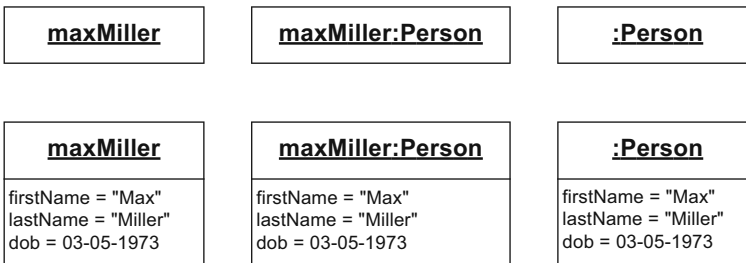 maxMiller
maxMiller:Person
:Person
maxMiller
firstName = "Max"
lastName = "Miller"
dob = 03-05-1973
maxMiller:Person
firstName = "Max"
lastName = "Miller"
dob = 03-05-1973
:Person
firstName = "Max"
lastName = "Miller"
dob = 03-05-1973